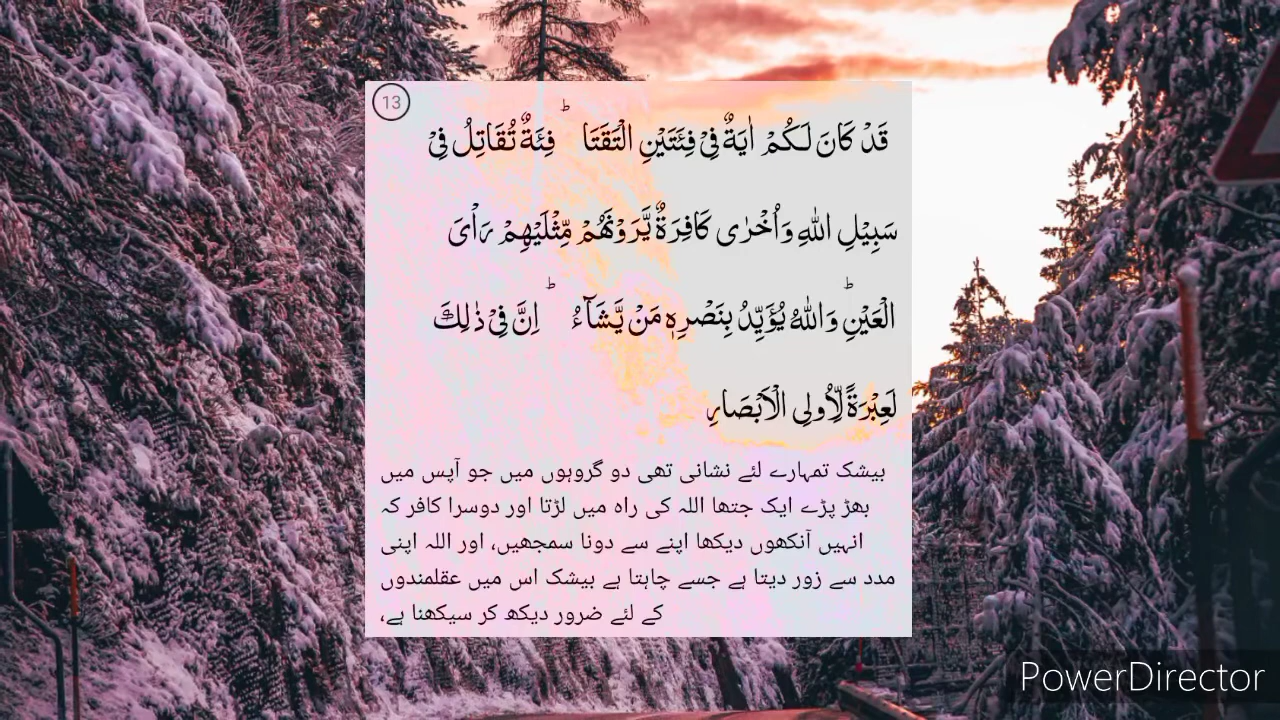 13
قَدْ كَانَ لَكُمْ اٰیَةٌ فِیْ فِئَتَیْنِ الْتَقَتَا ؕ فِئَةٌ تُقَاتِلُ فِیْ
سَبِیْلِ اللّٰهِ وَاُخْرٰی كَافِرَةٌ یَّرَوْنَهُمْ مِّثْلَیْهِمْ رَاْیَ
الْعَیْنِ ؕ وَاللّٰهُ یُؤَیِّدُ بِنَصْرِهٖ مَنْ یَّشَآءُ ؕ اِنَّ فِیْ ذٰلِكَ
لَعِبْرَةً لِّاُولِی الْاَبْصَارِ
بیشک تمہارے لئے نشانی تھی دو گروہوں میں جو آپس میں
بھڑ پڑے ایک جتھا اللہ کی راہ میں لڑتا اور دوسرا کافر کہ
انہیں آنکھوں دیکھا اپنے سے دونا سمجھیں، اور اللہ اپنی
مدد سے زور دیتا ہے جسے چاہتا ہے بیشک اس میں عقلمندوں
کے لئے ضرور دیکھ کر سیکھنا ہے،
PowerDirector